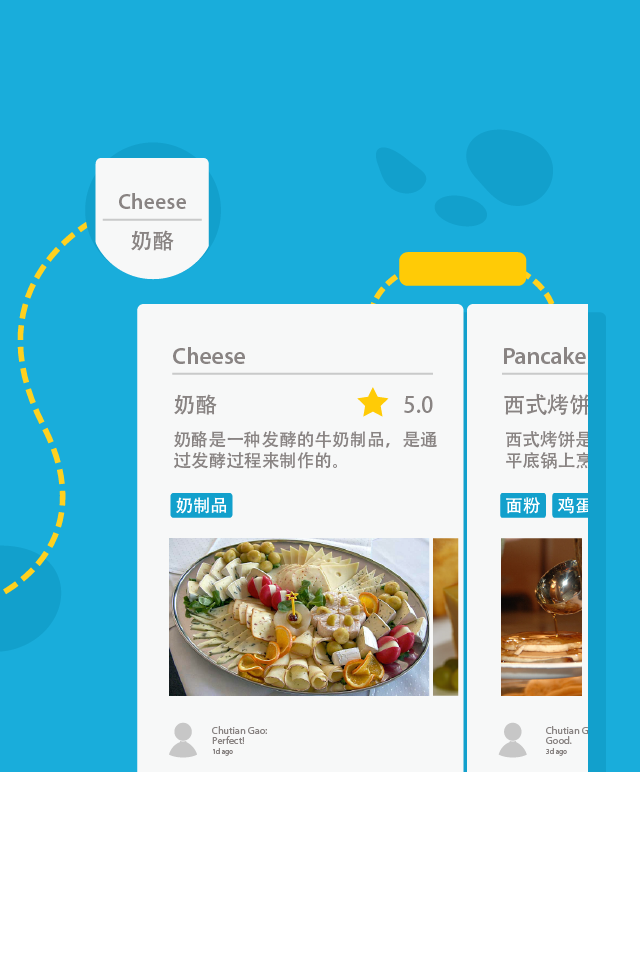 Cheese
奶酪
Cheese
奶酪
5.0
奶酪是一种发酵的牛奶制品，是通
过发酵过程来制作的。
奶制品
Chutian Gao:
Perfect!
1d ago
Pancake
西式烤饼
西式烤饼是
平底锅上烹
面粉
鸡蛋
Chutian G
Good.
3d ago